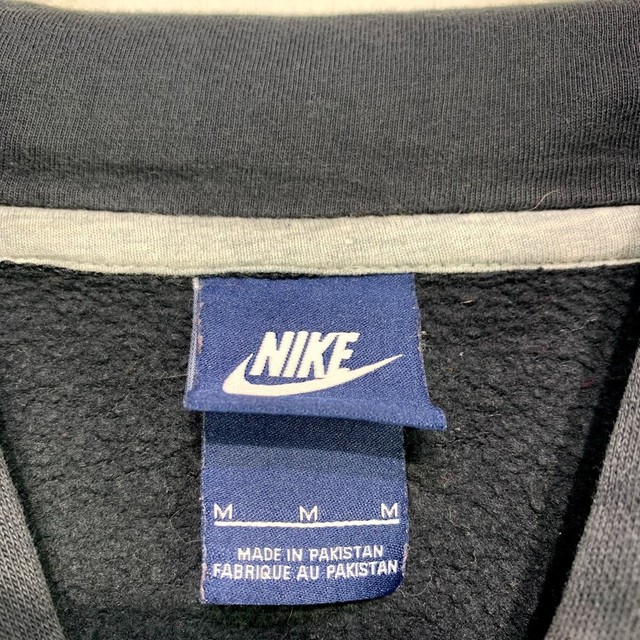 NIKE
M M M
MADE IN PAKISTAN
FABRIQUE AU PAKISTAN